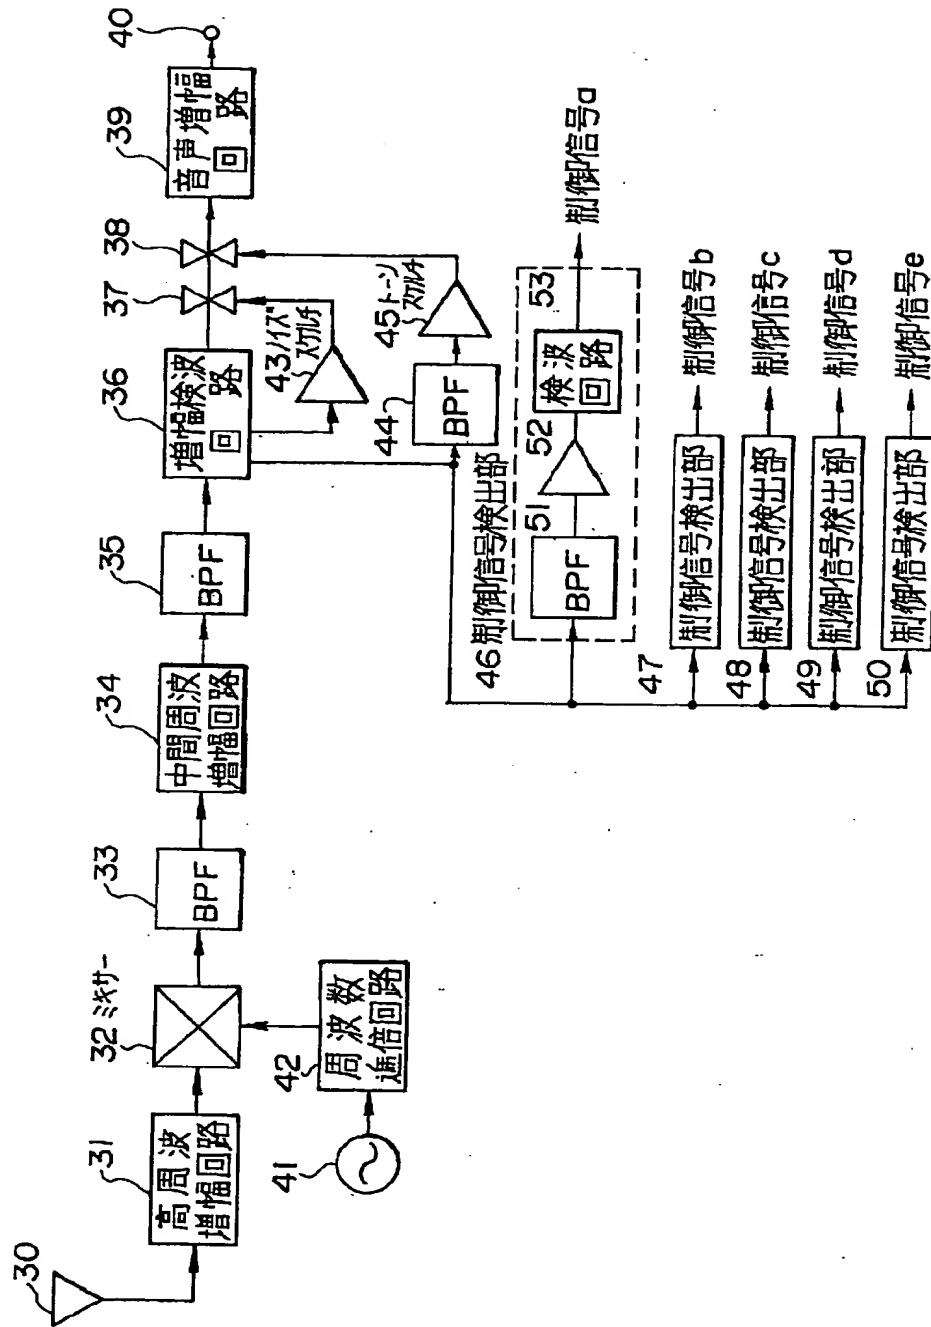 30
31
高周波
増幅回路
32 ミキサー
33
BPF
34
中間周波
増幅回路
35
BPF
36
増幅検波
回路
37
38
39
音声増幅
回路
40
41
42
周波数
逓倍回路
43 ノイズ
スケルチ
44
BPF
45 トーン
スケルチ
46 制御信号検出部
51
BPF
52
53
検波
回路
制御信号a
47
制御信号検出部
制御信号b
48
制御信号検出部
制御信号c
49
制御信号検出部
制御信号d
50
制御信号検出部
制御信号e